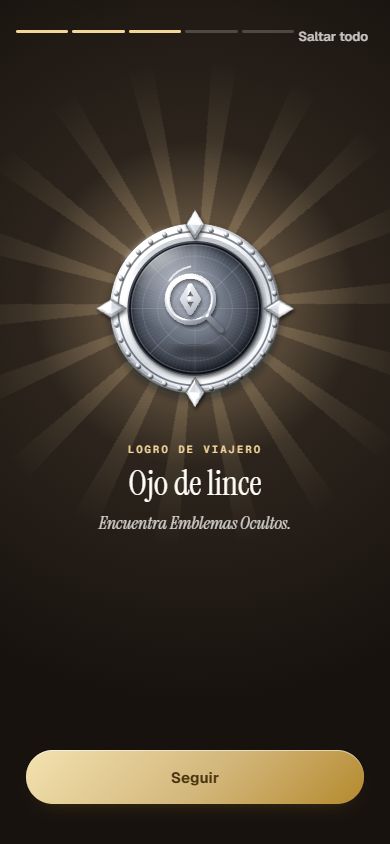 Saltar todo
LOGRO DE VIAJERO
Ojo de lince
Encuentra Emblemas Ocultos.
Seguir